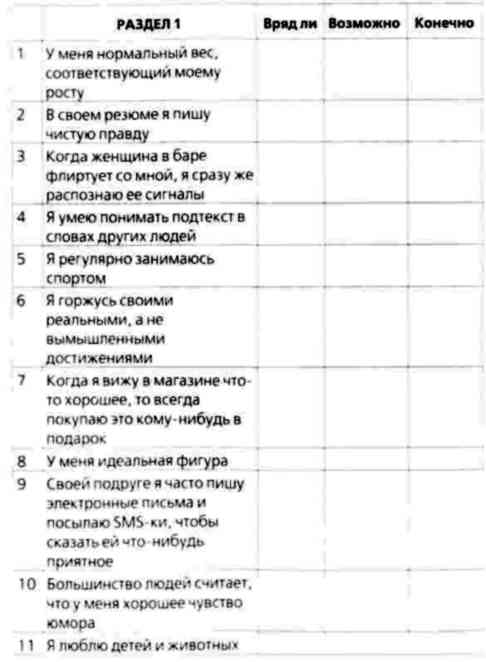 РАЗДЕЛ 1 Вряд ли Возможно Конечно
1 У меня нормальный вес,
соответствующий моему
росту
2 В своем резюме я пишу
чистую правду
3 Когда женщина в баре
флиртует со мной, я сразу же
распознаю ее сигналы
4 Я умею понимать подтекст в
словах других людей
5 Я регулярно занимаюсь
спортом
6 Я горжусь своими
реальными, а не
вымышленными
достижениями
7 Когда я вижу в магазине что-
то хорошее, то всегда
покупаю это кому-нибудь в
подарок
8 У меня идеальная фигура
9 Своей подруге я часто пишу
электронные письма и
посылаю SMS-ки, чтобы
сказать ей что-нибудь
приятное
10 Большинство людей считает,
что у меня хорошее чувство
юмора
11 Я люблю детей и животных